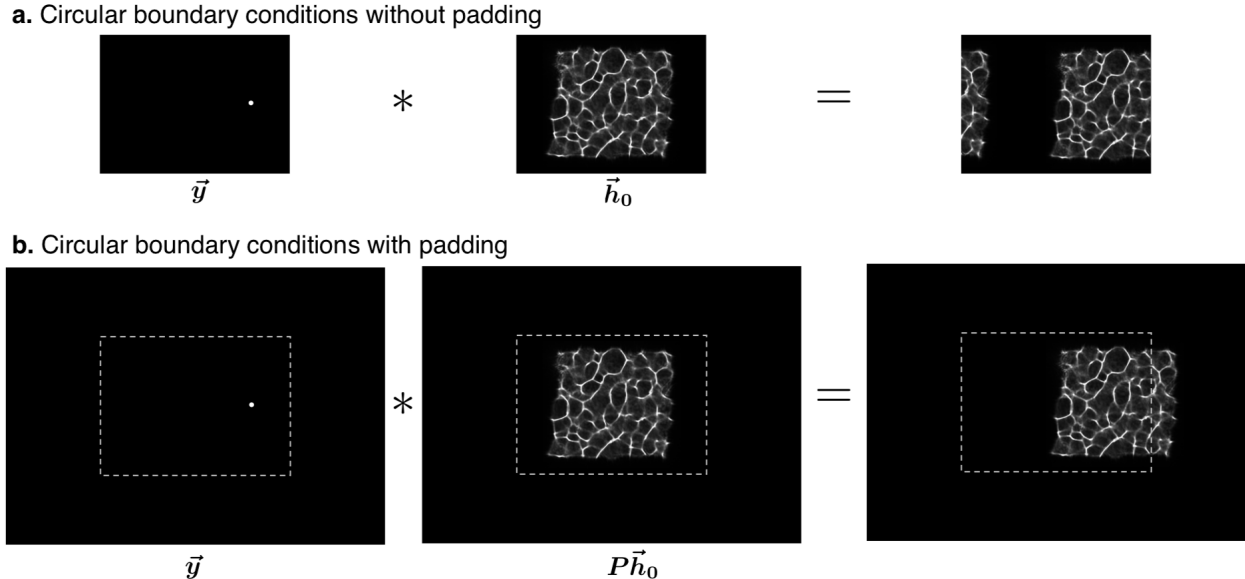 a. Circular boundary conditions without padding
* =
y⃗ h⃗₀
b. Circular boundary conditions with padding
* =
y⃗ Ph⃗₀